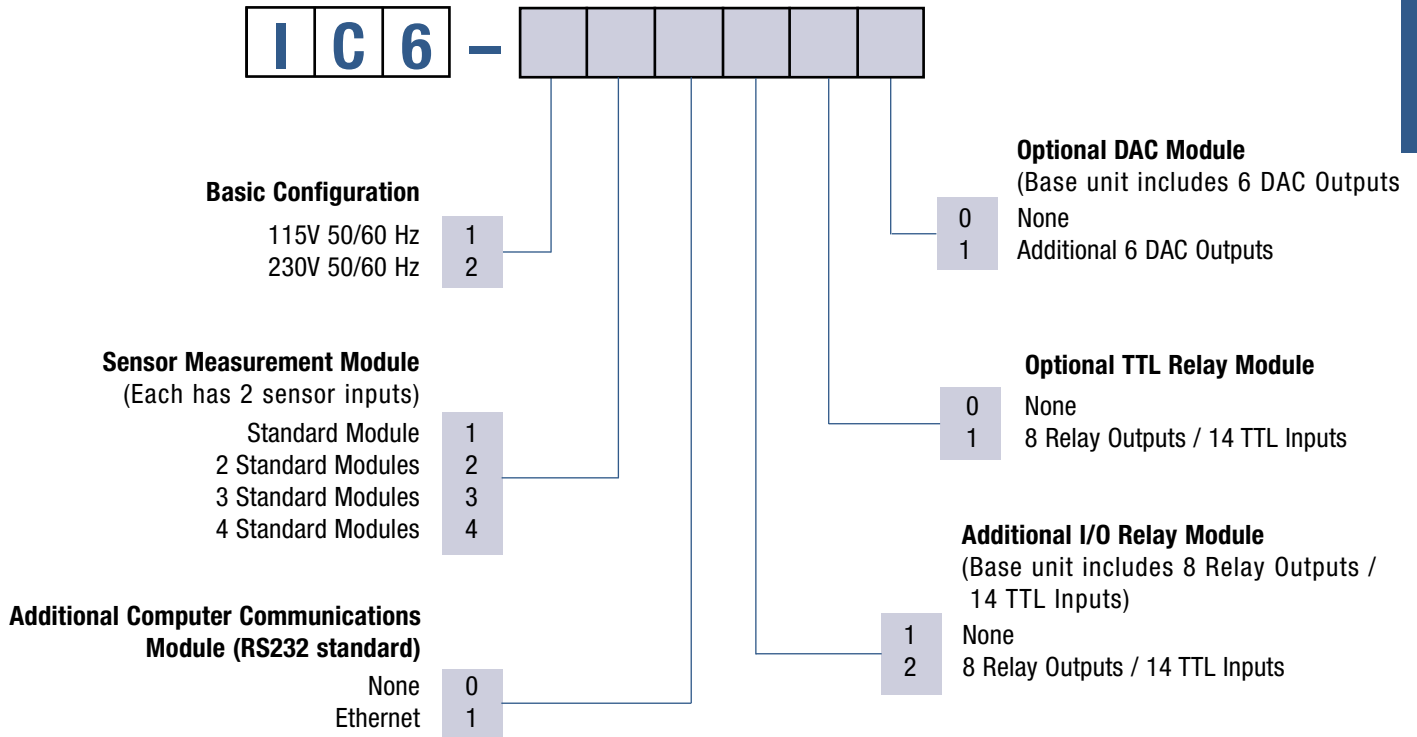 IC6 –
Basic Configuration
115V 50/60 Hz 1
230V 50/60 Hz 2
Sensor Measurement Module
(Each has 2 sensor inputs)
Standard Module 1
2 Standard Modules 2
3 Standard Modules 3
4 Standard Modules 4
Additional Computer Communications
Module (RS232 standard)
None 0
Ethernet 1
Optional DAC Module
(Base unit includes 6 DAC Outputs
0 None
1 Additional 6 DAC Outputs
Optional TTL Relay Module
0 None
1 8 Relay Outputs / 14 TTL Inputs
Additional I/O Relay Module
(Base unit includes 8 Relay Outputs /
14 TTL Inputs)
1 None
2 8 Relay Outputs / 14 TTL Inputs